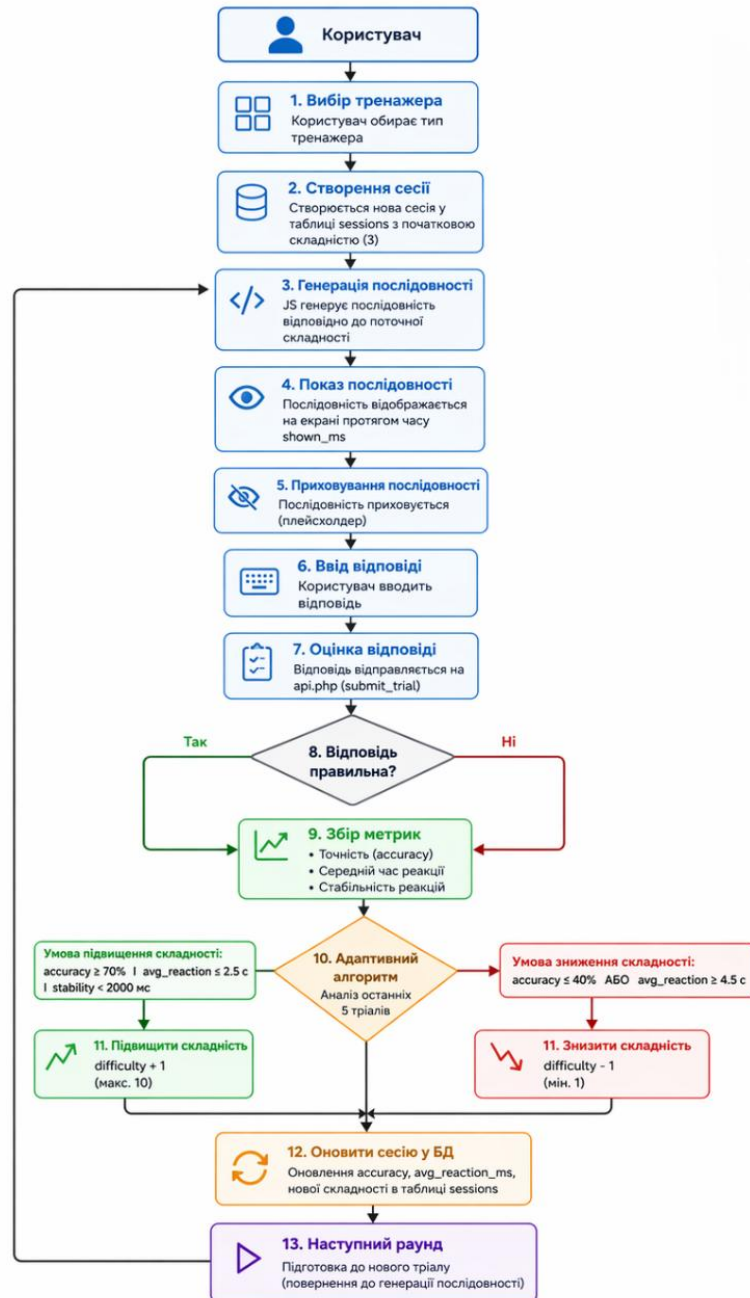 Користувач
1. Вибір тренажера
Користувач обирає тип
тренажера
2. Створення сесії
Створюється нова сесія у
таблиці sessions з початковою
складністю (3)
3. Генерація послідовності
JS генерує послідовність
відповідно до поточної
складності
4. Показ послідовності
Послідовність відображається
на екрані протягом часу
shown_ms
5. Приховування послідовності
Послідовність приховується
(плейсхолдер)
6. Ввід відповіді
Користувач вводить
відповідь
7. Оцінка відповіді
Відповідь відправляється на
api.php (submit_trial)
8. Відповідь
правильна?
Так
Ні
9. Збір метрик
• Точність (accuracy)
• Середній час реакції
• Стабільність реакцій
10. Адаптивний
алгоритм
Аналіз останніх
5 тріалів
Умова підвищення складності:
accuracy ≥ 70% І avg_reaction ≤ 2.5 с
І stability < 2000 мс
Умова зниження складності:
accuracy ≤ 40% АБО avg_reaction ≥ 4.5 с
11. Підвищити складність
difficulty + 1
(макс. 10)
11. Знизити складність
difficulty - 1
(мін. 1)
12. Оновити сесію у БД
Оновлення accuracy, avg_reaction_ms,
нової складності в таблиці sessions
13. Наступний раунд
Підготовка до нового тріалу
(повернення до генерації послідовності)